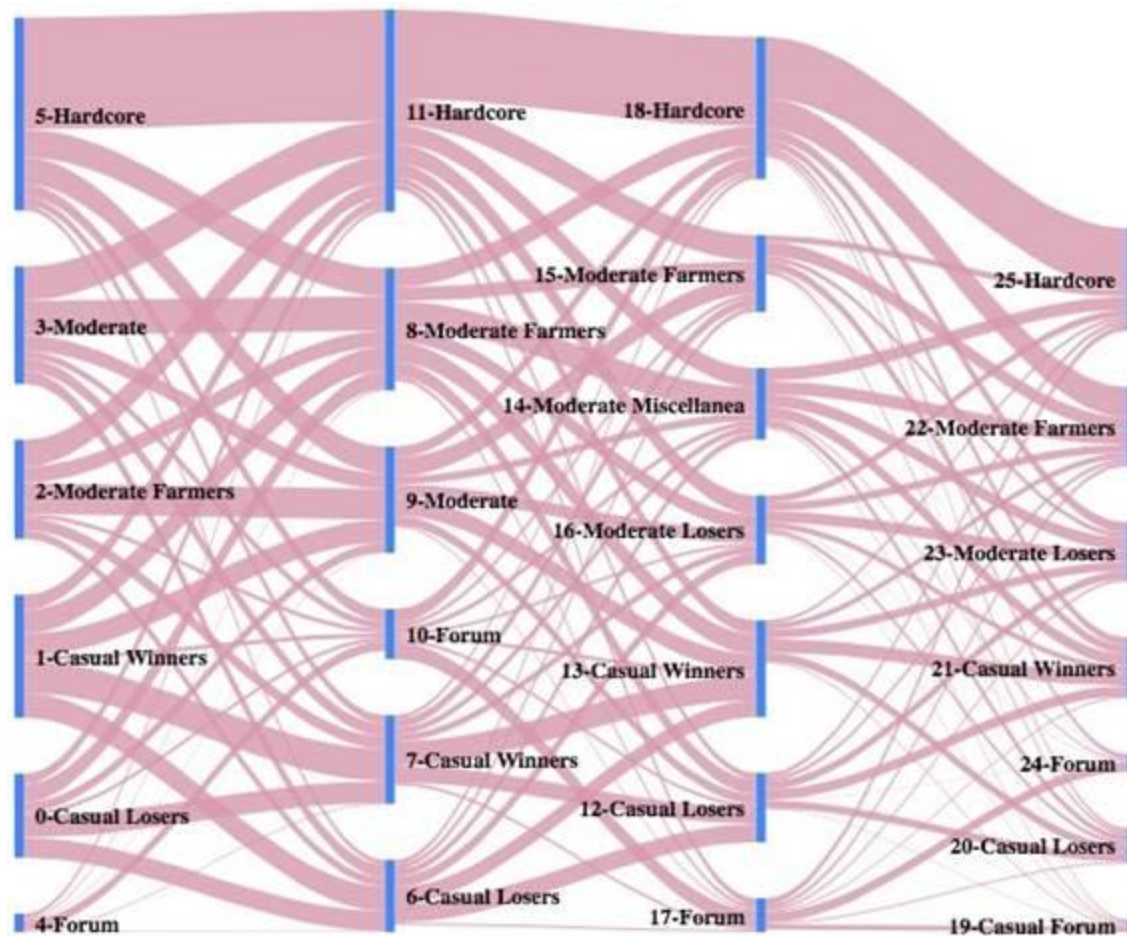 5-Hardcore
3-Moderate
2-Moderate Farmers
1-Casual Winners
0-Casual Losers
4-Forum
11-Hardcore
8-Moderate Farmers
9-Moderate
10-Forum
7-Casual Winners
6-Casual Losers
18-Hardcore
15-Moderate Farmers
14-Moderate Miscellanea
16-Moderate Losers
13-Casual Winners
12-Casual Losers
17-Forum
25-Hardcore
22-Moderate Farmers
23-Moderate Losers
21-Casual Winners
24-Forum
20-Casual Losers
19-Casual Forum